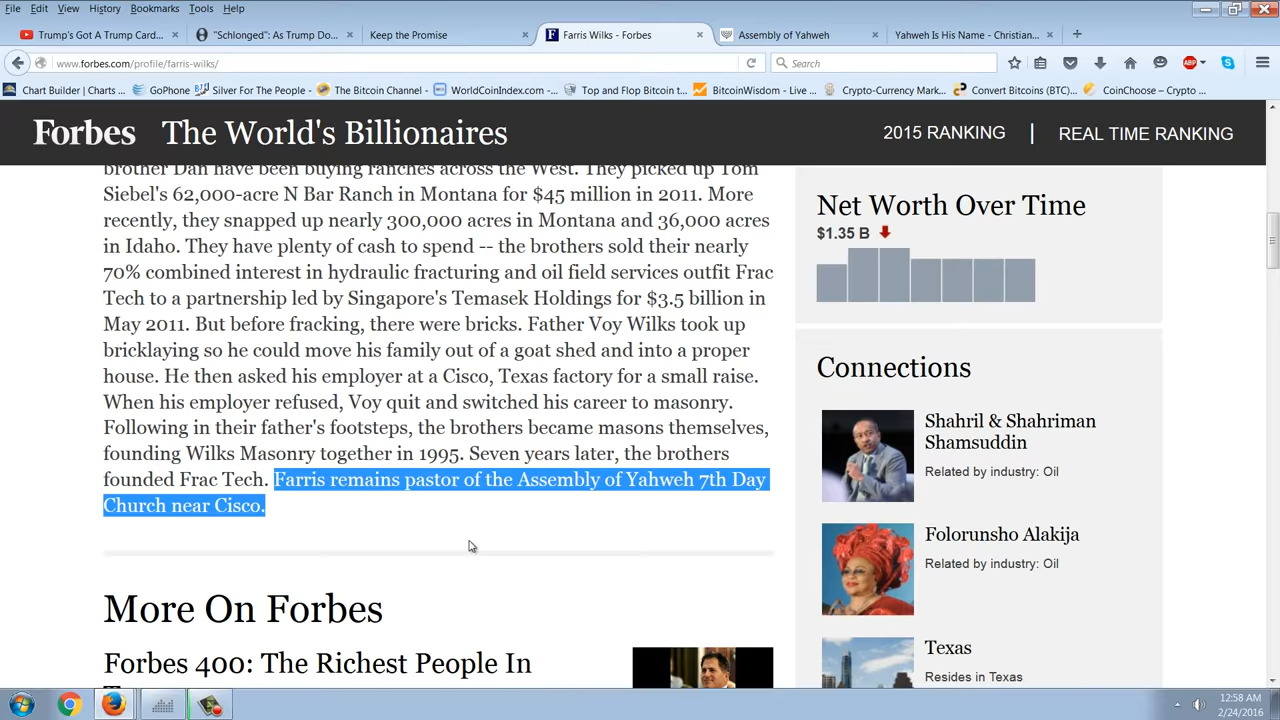 File Edit View History Bookmarks Tools Help
Trump's Got A Trump Card... × "Schlonged": As Trump Do... × Keep the Promise × Farris Wilks - Forbes × Assembly of Yahweh × Yahweh Is His Name - Christian... × +
www.forbes.com/profile/farris-wilks/ Search ABP
Chart Builder | Charts ... GoPhone Silver For The People - The Bitcoin Channel - WorldCoinIndex.com -... Top and Flop Bitcoin t... BitcoinWisdom - Live ... Crypto-Currency Mark... Convert Bitcoins (BTC)... CoinChoose – Crypto ...
Forbes The World's Billionaires 2015 RANKING | REAL TIME RANKING
brother Dan have been buying ranches across the West. They picked up Tom
Siebel's 62,000-acre N Bar Ranch in Montana for $45 million in 2011. More
recently, they snapped up nearly 300,000 acres in Montana and 36,000 acres
in Idaho. They have plenty of cash to spend -- the brothers sold their nearly
70% combined interest in hydraulic fracturing and oil field services outfit Frac
Tech to a partnership led by Singapore's Temasek Holdings for $3.5 billion in
May 2011. But before fracking, there were bricks. Father Voy Wilks took up
bricklaying so he could move his family out of a goat shed and into a proper
house. He then asked his employer at a Cisco, Texas factory for a small raise.
When his employer refused, Voy quit and switched his career to masonry.
Following in their father's footsteps, the brothers became masons themselves,
founding Wilks Masonry together in 1995. Seven years later, the brothers
founded Frac Tech. Farris remains pastor of the Assembly of Yahweh 7th Day
Church near Cisco.
More On Forbes
Forbes 400: The Richest People In
Net Worth Over Time
$1.35 B
Connections
Shahril & Shahriman
Shamsuddin
Related by industry: Oil
Folorunsho Alakija
Related by industry: Oil
Texas
Resides in Texas
12:58 AM
2/24/2016